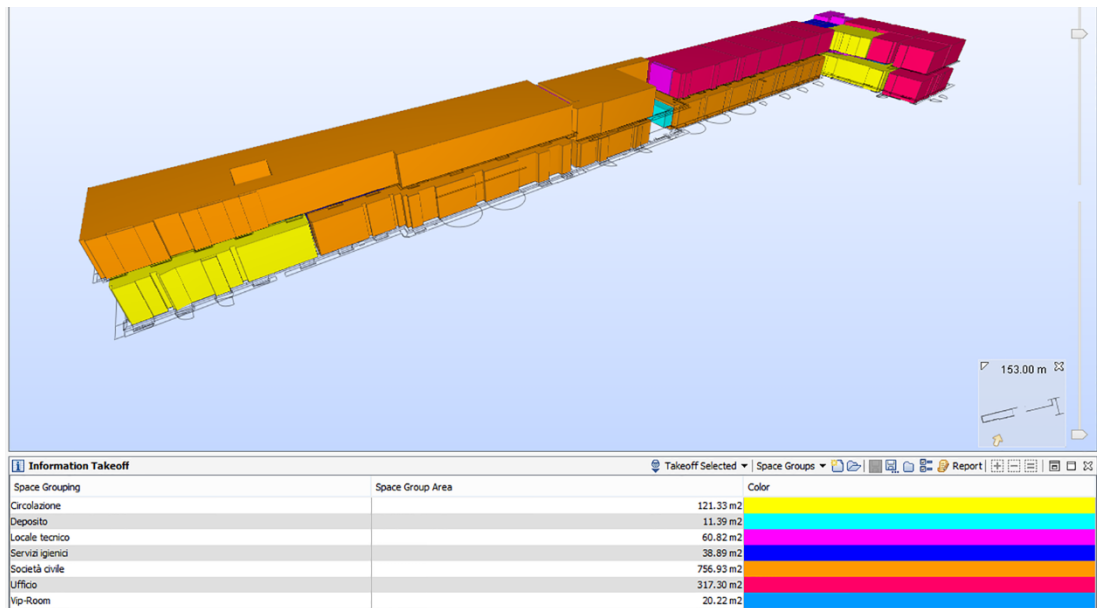 153.00 m
Information Takeoff Takeoff Selected Space Groups Report
Space Grouping Space Group Area Color
Circolazione 121.33 m2
Deposito 11.39 m2
Locale tecnico 60.82 m2
Servizi igienici 38.89 m2
Società civile 756.93 m2
Ufficio 317.30 m2
Vip-Room 20.22 m2